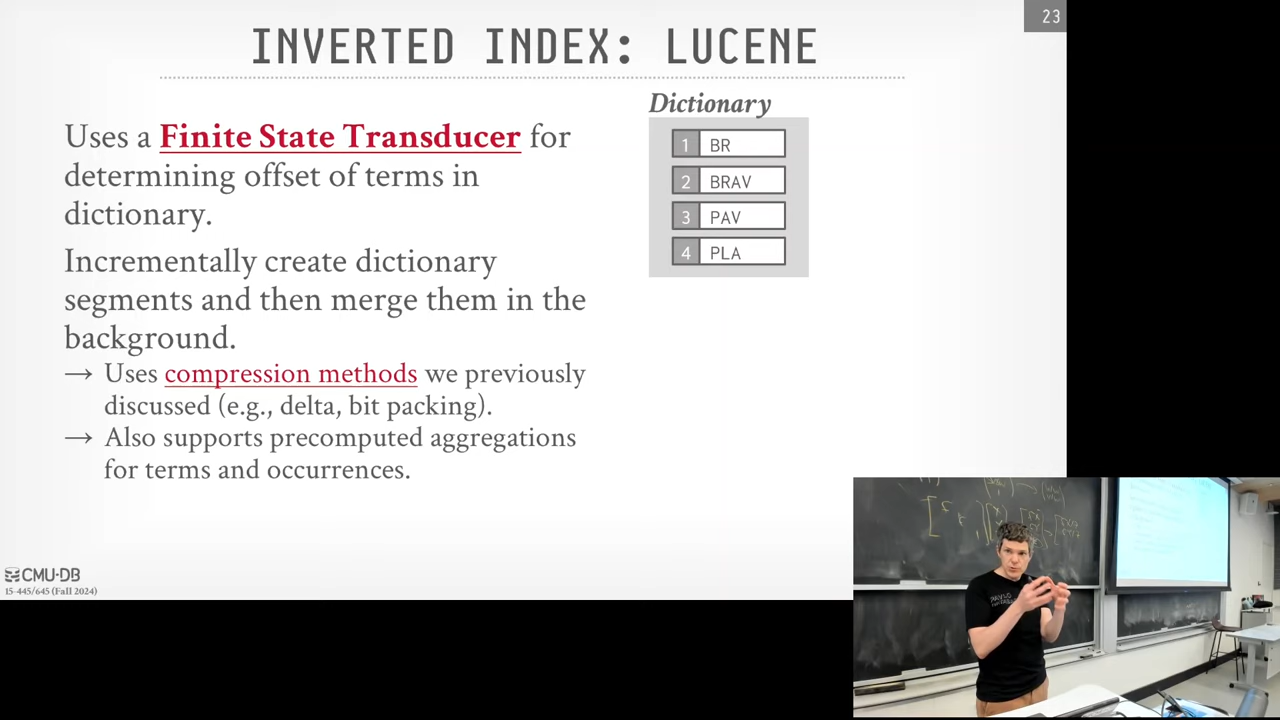 23
INVERTED INDEX: LUCENE
Uses a Finite State Transducer for
determining offset of terms in
dictionary.
Incrementally create dictionary
segments and then merge them in the
background.
→ Uses compression methods we previously
discussed (e.g., delta, bit packing).
→ Also supports precomputed aggregations
for terms and occurrences.
Dictionary
1 BR
2 BRAV
3 PAV
4 PLA
CMU·DB
15-445/645 (Fall 2024)